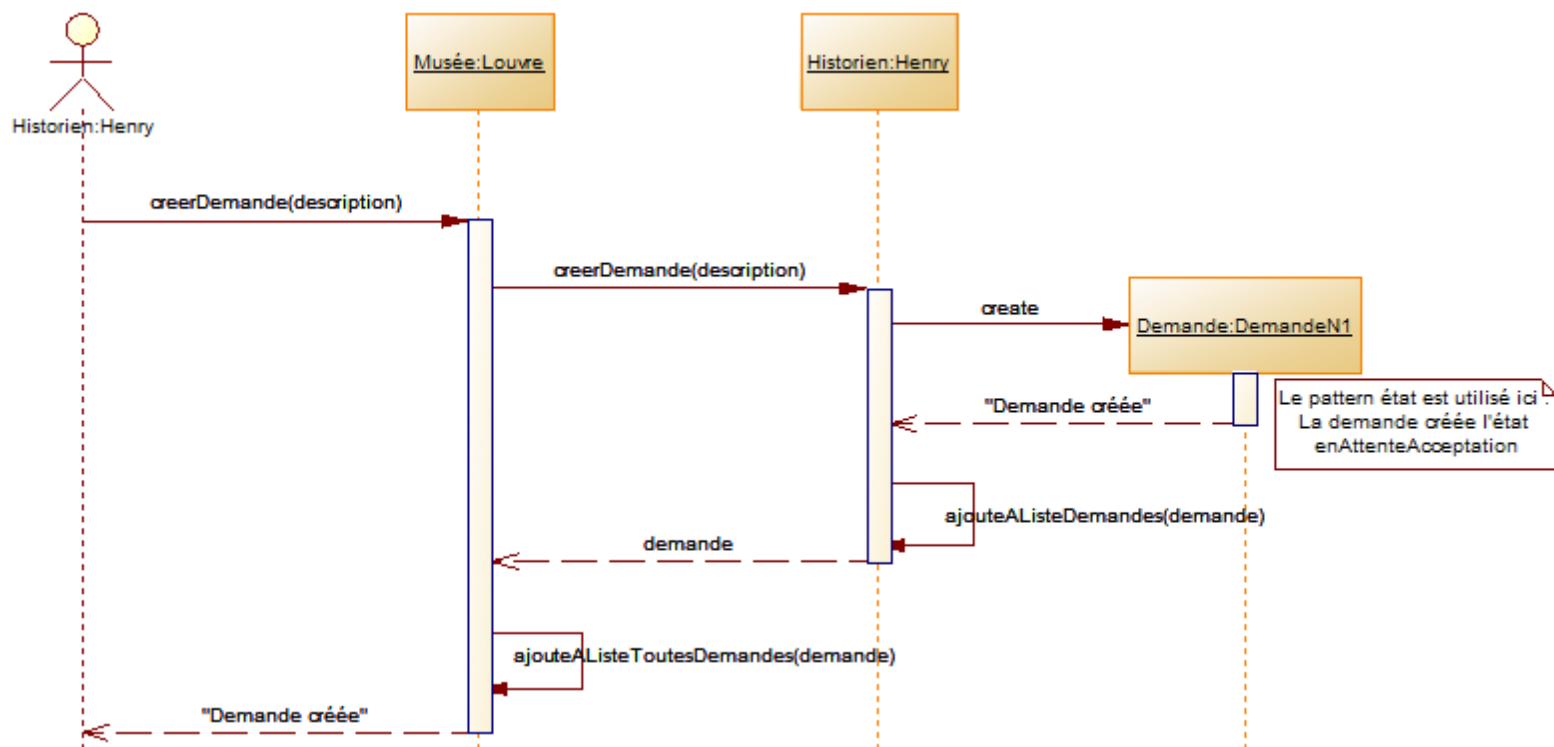 Musée:Louvre
Historien:Henry
Historien:Henry
creerDemande(description)
creerDemande(description)
create
Demande:DemandeN1
"Demande créée"
Le pattern état est utilisé ici :
La demande créée l'état
enAttenteAcceptation
ajouteAListeDemandes(demande)
demande
ajouteAListeToutesDemandes(demande)
"Demande créée"